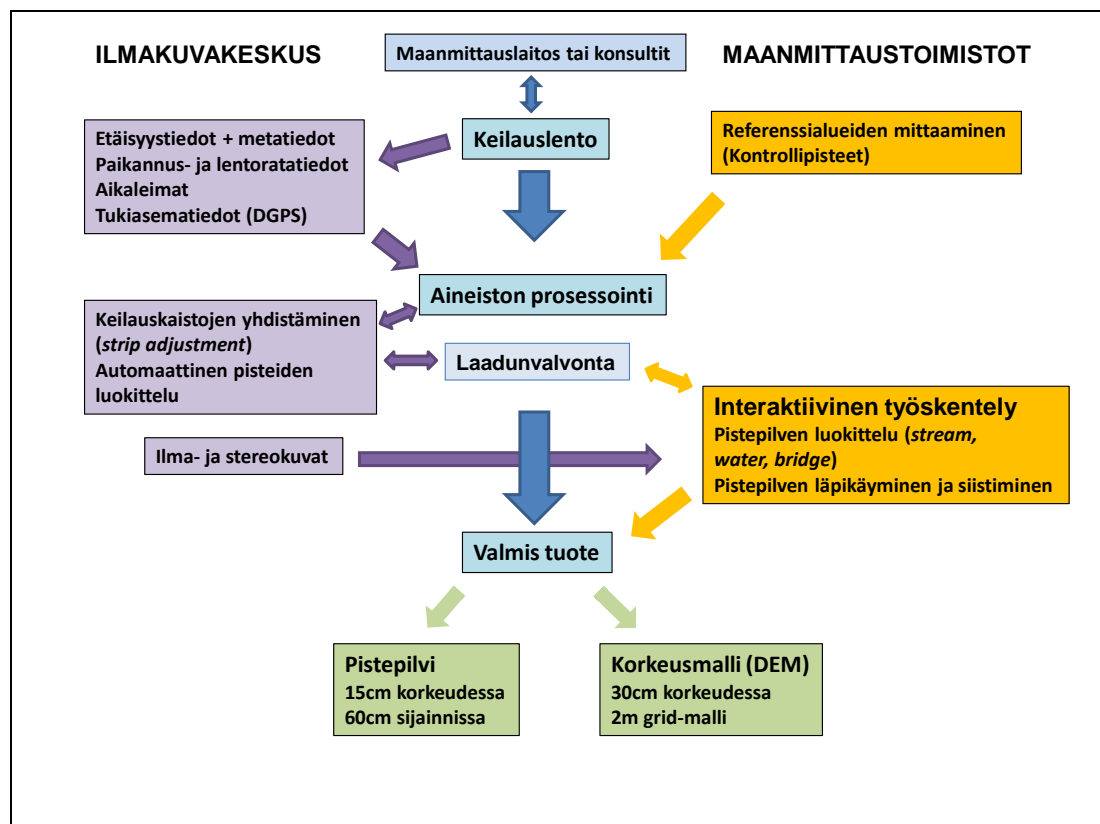 ILMAKUVAKESKUS
Maanmittauslaitos tai konsultit
MAANMITTAUSTOIMISTOT
Etäisyystiedot + metatiedot
Paikannus- ja lentoratatiedot
Aikaleimat
Tukiasematiedot (DGPS)
Keilauslento
Referenssialueiden mittaaminen
(Kontrollipisteet)
Aineiston prosessointi
Keilauskaistojen yhdistäminen
(strip adjustment)
Automaattinen pisteiden
luokittelu
Laadunvalvonta
Interaktiivinen työskentely
Pistepilven luokittelu (stream,
water, bridge)
Pistepilven läpikäyminen ja siistiminen
Ilma- ja stereokuvat
Valmis tuote
Pistepilvi
15cm korkeudessa
60cm sijainnissa
Korkeusmalli (DEM)
30cm korkeudessa
2m grid-malli